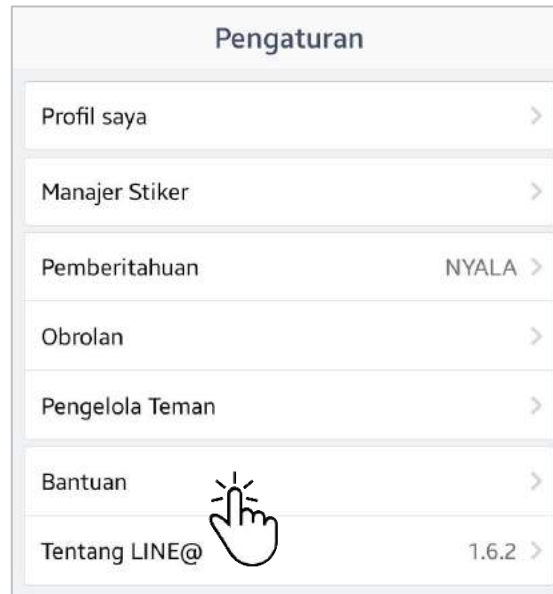 Pengaturan
Profil saya
Manajer Stiker
Pemberitahuan NYALA
Obrolan
Pengelola Teman
Bantuan
Tentang LINE@ 1.6.2